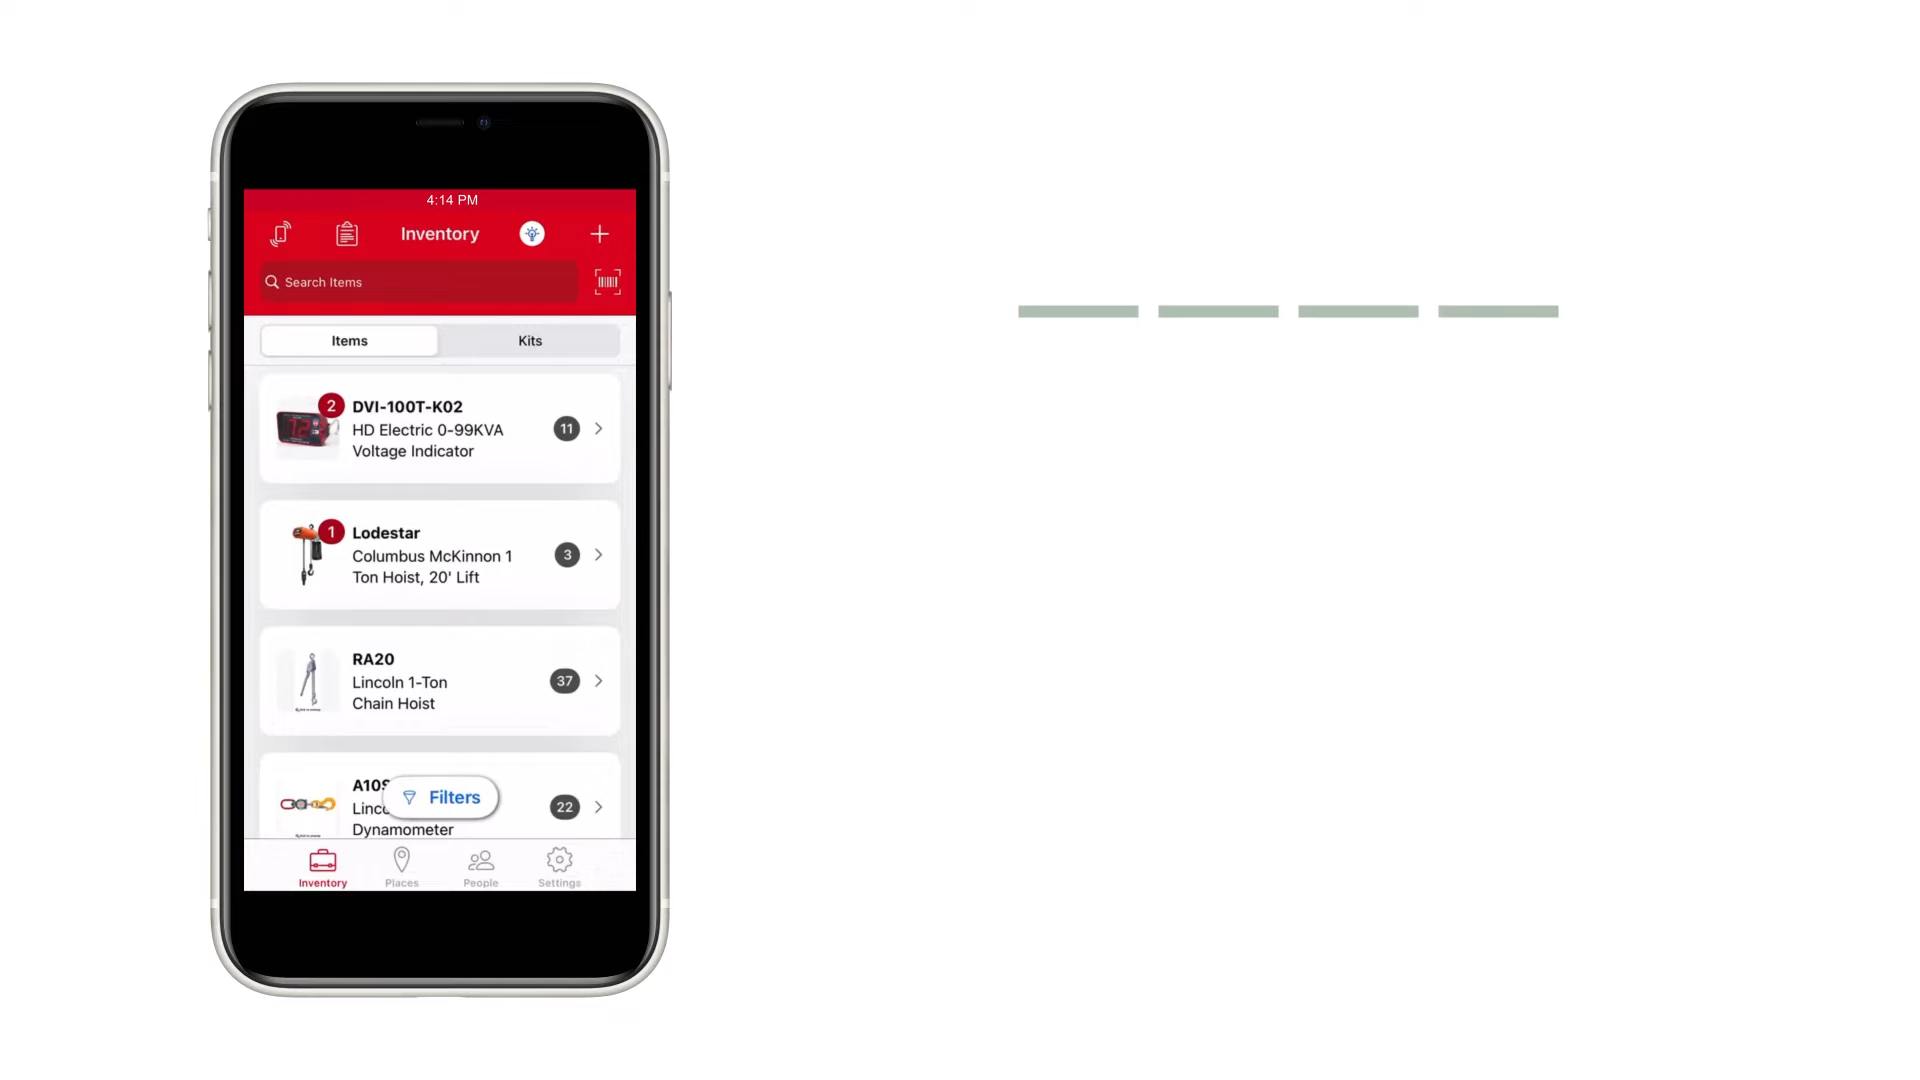 4:14 PM
Inventory
Search Items
Items
Kits
2
DVI-100T-K02
HD Electric 0-99KVA
Voltage Indicator
11
1
Lodestar
Columbus McKinnon 1
Ton Hoist, 20' Lift
3
RA20
Lincoln 1-Ton
Chain Hoist
37
Dynamometer
22
Filters
Inventory
Places
People
Settings